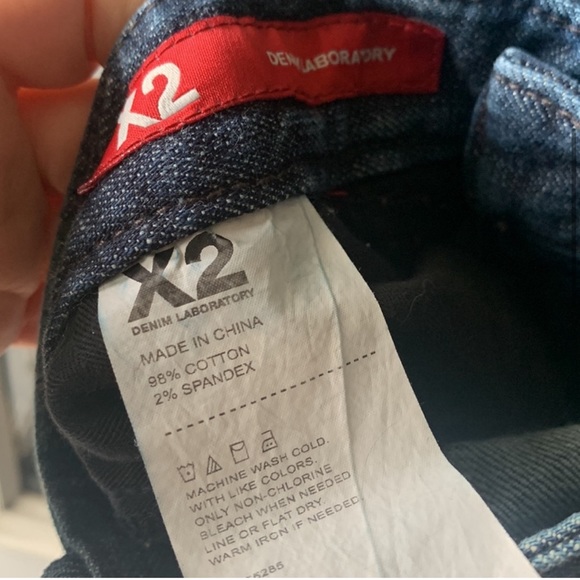 X2
DENIM LABORATORY
X2
DENIM LABORATORY
MADE IN CHINA
98% COTTON
2% SPANDEX
MACHINE WASH COLD.
WITH LIKE COLORS.
ONLY NON-CHLORINE
BLEACH WHEN NEEDED
LINE OR FLAT DRY.
WARM IRON IF NEEDED.
5285